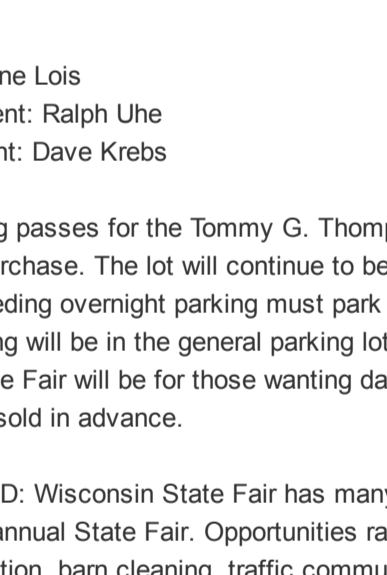 ne Lois
ent: Ralph Uhe
nt: Dave Krebs
g passes for the Tommy G. Thom
rchase. The lot will continue to be
eding overnight parking must park
ng will be in the general parking lot
e Fair will be for those wanting da
sold in advance.
D: Wisconsin State Fair has many
annual State Fair. Opportunities ra
tion, barn cleaning, traffic commu